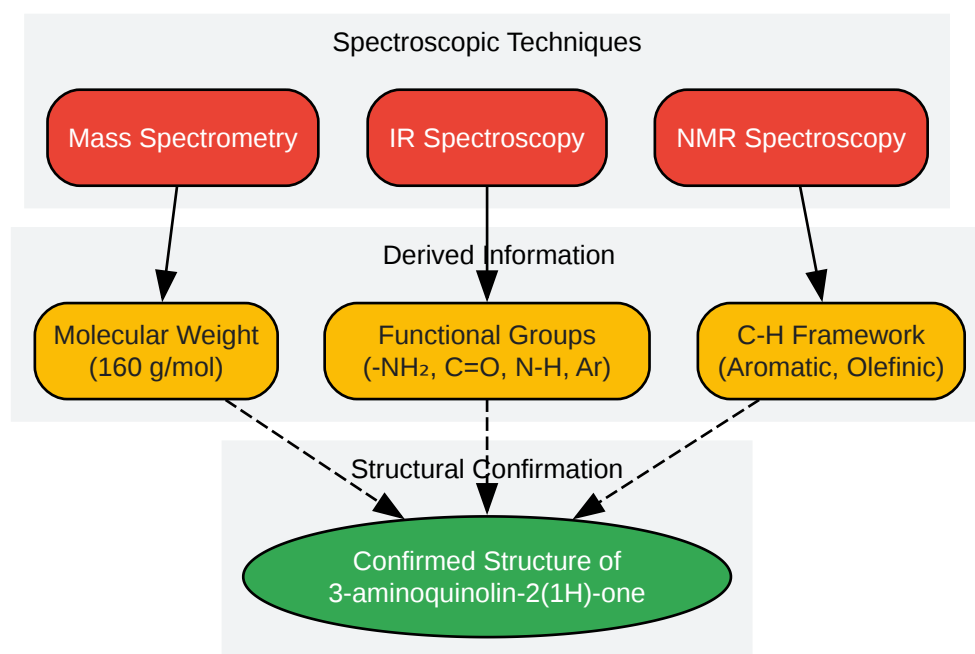 Spectroscopic Techniques
Mass Spectrometry
IR Spectroscopy
NMR Spectroscopy
Derived Information
Molecular Weight
(160 g/mol)
Functional Groups
(-NH₂, C=O, N-H, Ar)
C-H Framework
(Aromatic, Olefinic)
Structural Confirmation
Confirmed Structure of
3-aminoquinolin-2(1H)-one